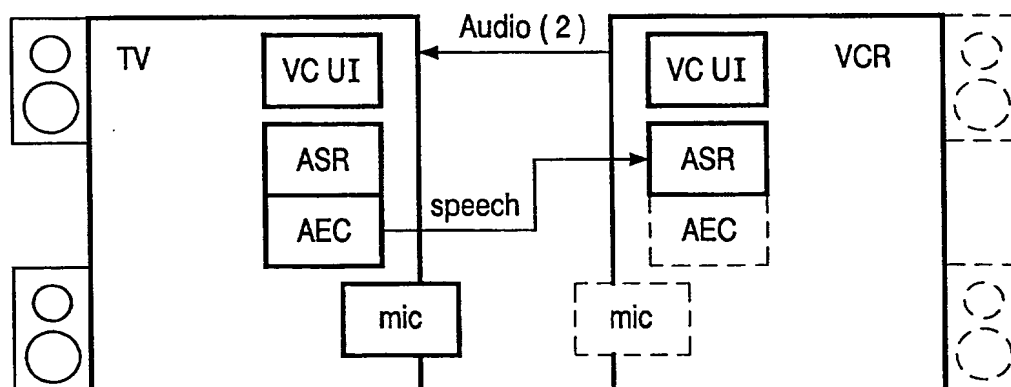 Audio ( 2 )
TV
VC UI
ASR
AEC
speech
mic
VC UI
VCR
ASR
AEC
mic